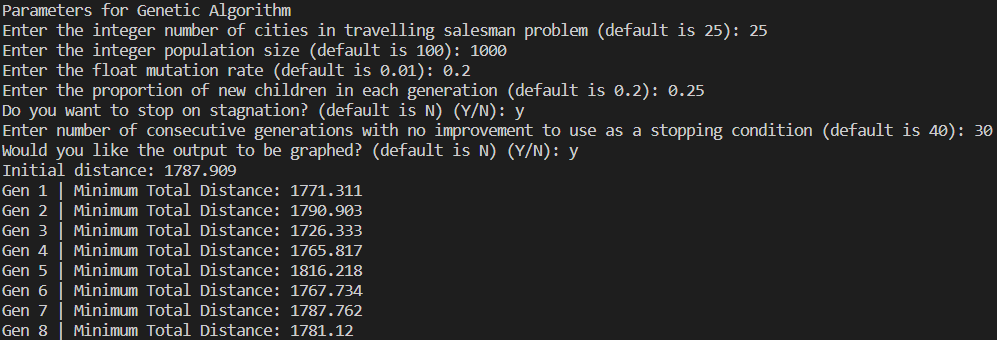 Parameters for Genetic Algorithm
Enter the integer number of cities in travelling salesman problem (default is 25): 25
Enter the integer population size (default is 100): 1000
Enter the float mutation rate (default is 0.01): 0.2
Enter the proportion of new children in each generation (default is 0.2): 0.25
Do you want to stop on stagnation? (default is N) (Y/N): y
Enter number of consecutive generations with no improvement to use as a stopping condition (default is 40): 30
Would you like the output to be graphed? (default is N) (Y/N): y
Initial distance: 1787.909
Gen 1 | Minimum Total Distance: 1771.311
Gen 2 | Minimum Total Distance: 1790.903
Gen 3 | Minimum Total Distance: 1726.333
Gen 4 | Minimum Total Distance: 1765.817
Gen 5 | Minimum Total Distance: 1816.218
Gen 6 | Minimum Total Distance: 1767.734
Gen 7 | Minimum Total Distance: 1787.762
Gen 8 | Minimum Total Distance: 1781.12